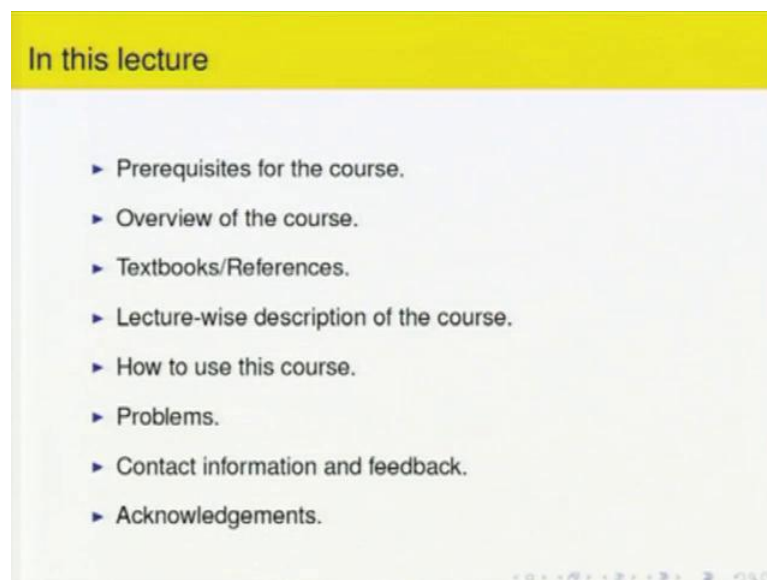 In this lecture
► Prerequisites for the course.
► Overview of the course.
► Textbooks/References.
► Lecture-wise description of the course.
► How to use this course.
► Problems.
► Contact information and feedback.
► Acknowledgements.